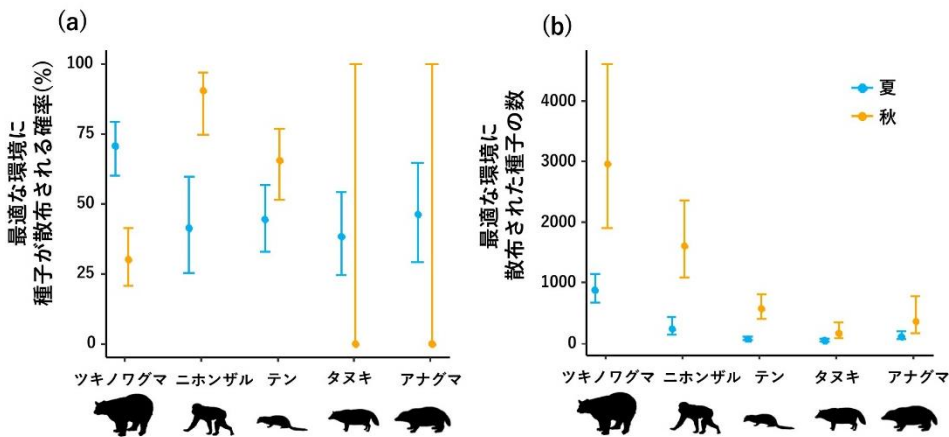 (a)
最適な環境に
種子が散布される確率(%)
100
75
50
25
0
ツキノワグマ ニホンザル テン タヌキ アナグマ
(b)
最適な環境に
散布された種子の数
4000
3000
2000
1000
0
夏
秋
ツキノワグマ ニホンザル テン タヌキ アナグマ